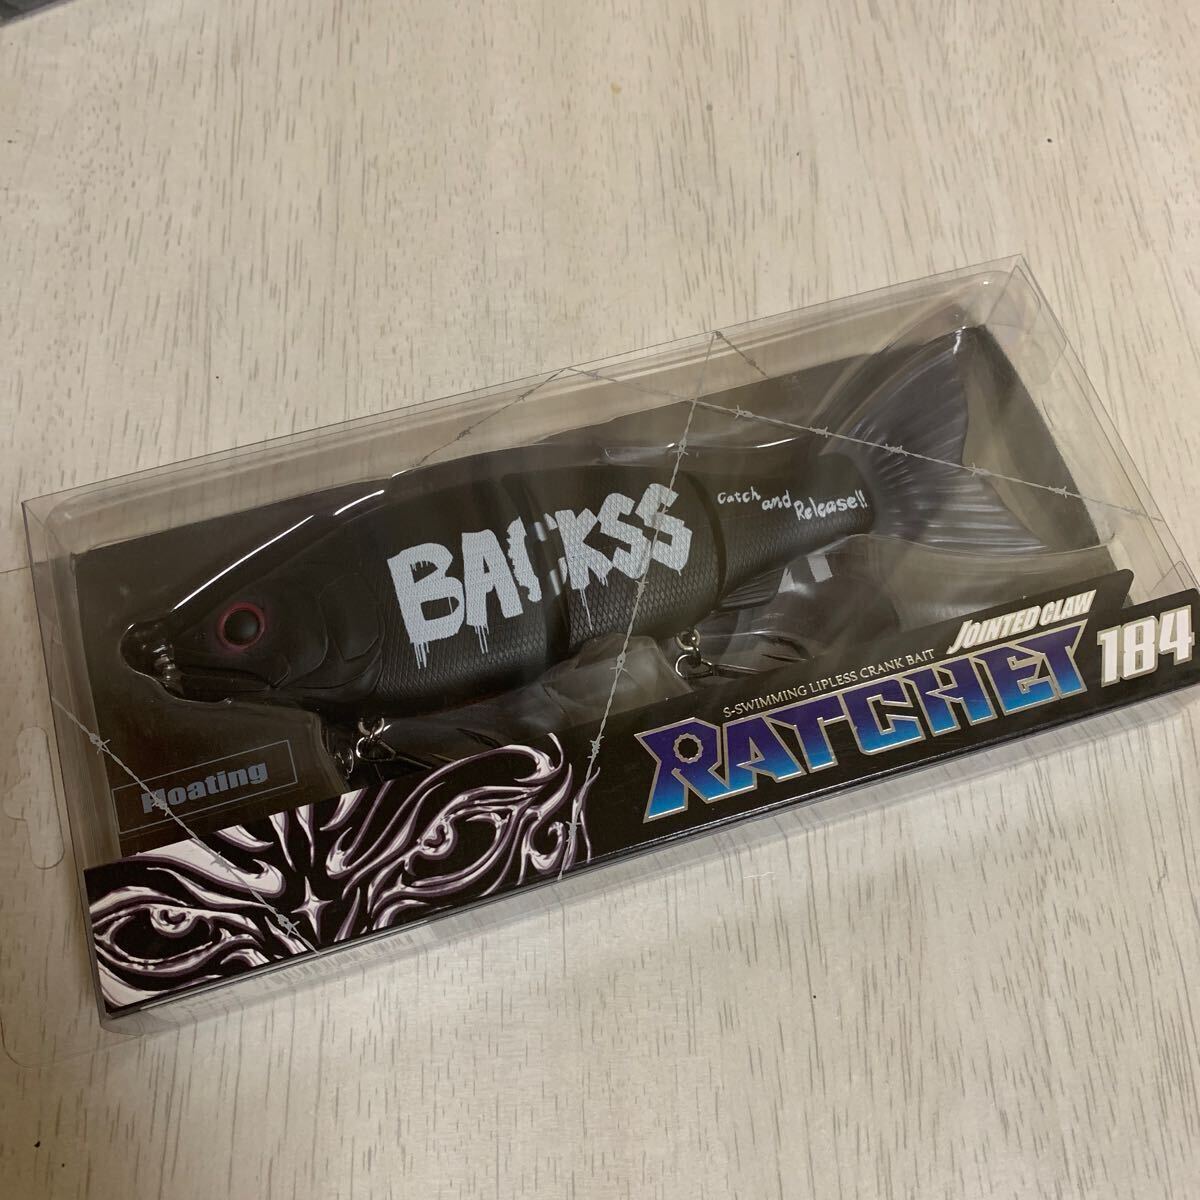 BACKSS
Catch and Release!!
Floating
JOINTED CLAW
S-SWIMMING LIPLESS CRANK BAIT
RATCHET 184